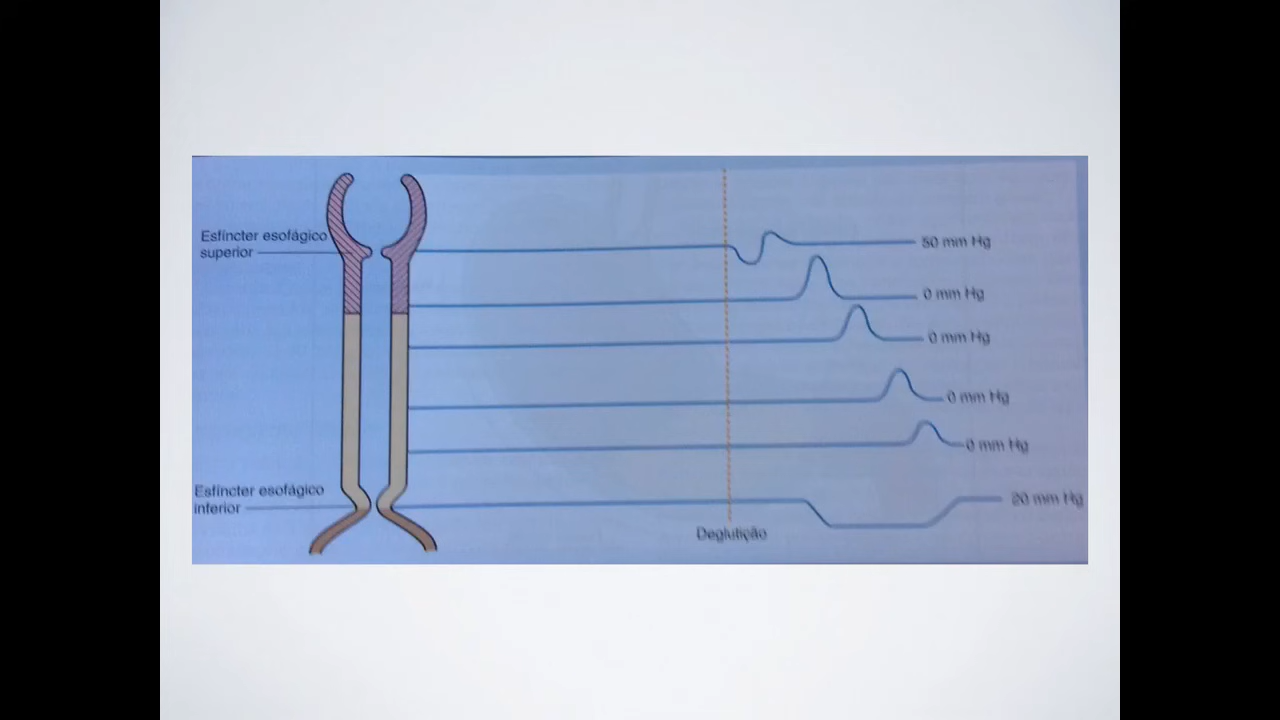 Esfíncter esofágico
superior
50 mm Hg
0 mm Hg
0 mm Hg
0 mm Hg
0 mm Hg
Esfíncter esofágico
inferior
20 mm Hg
Deglutição